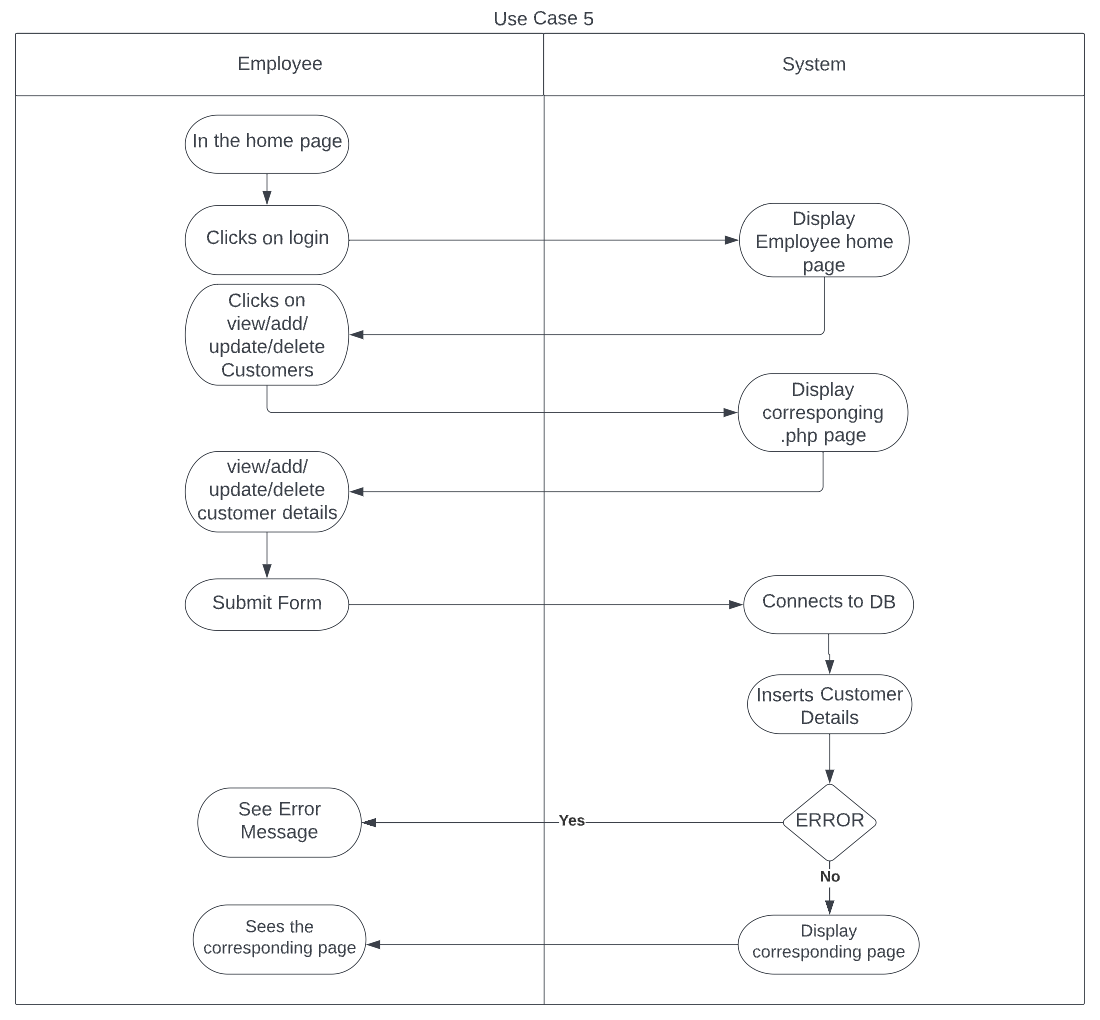 Use Case 5
Employee
System
In the home page
Clicks on login
Display
Employee home
page
Clicks on
view/add/
update/delete
Customers
Display
corresponging
.php page
view/add/
update/delete
customer details
Submit Form
Connects to DB
Inserts Customer
Details
ERROR
Yes
See Error
Message
No
Display
corresponding page
Sees the
corresponding page